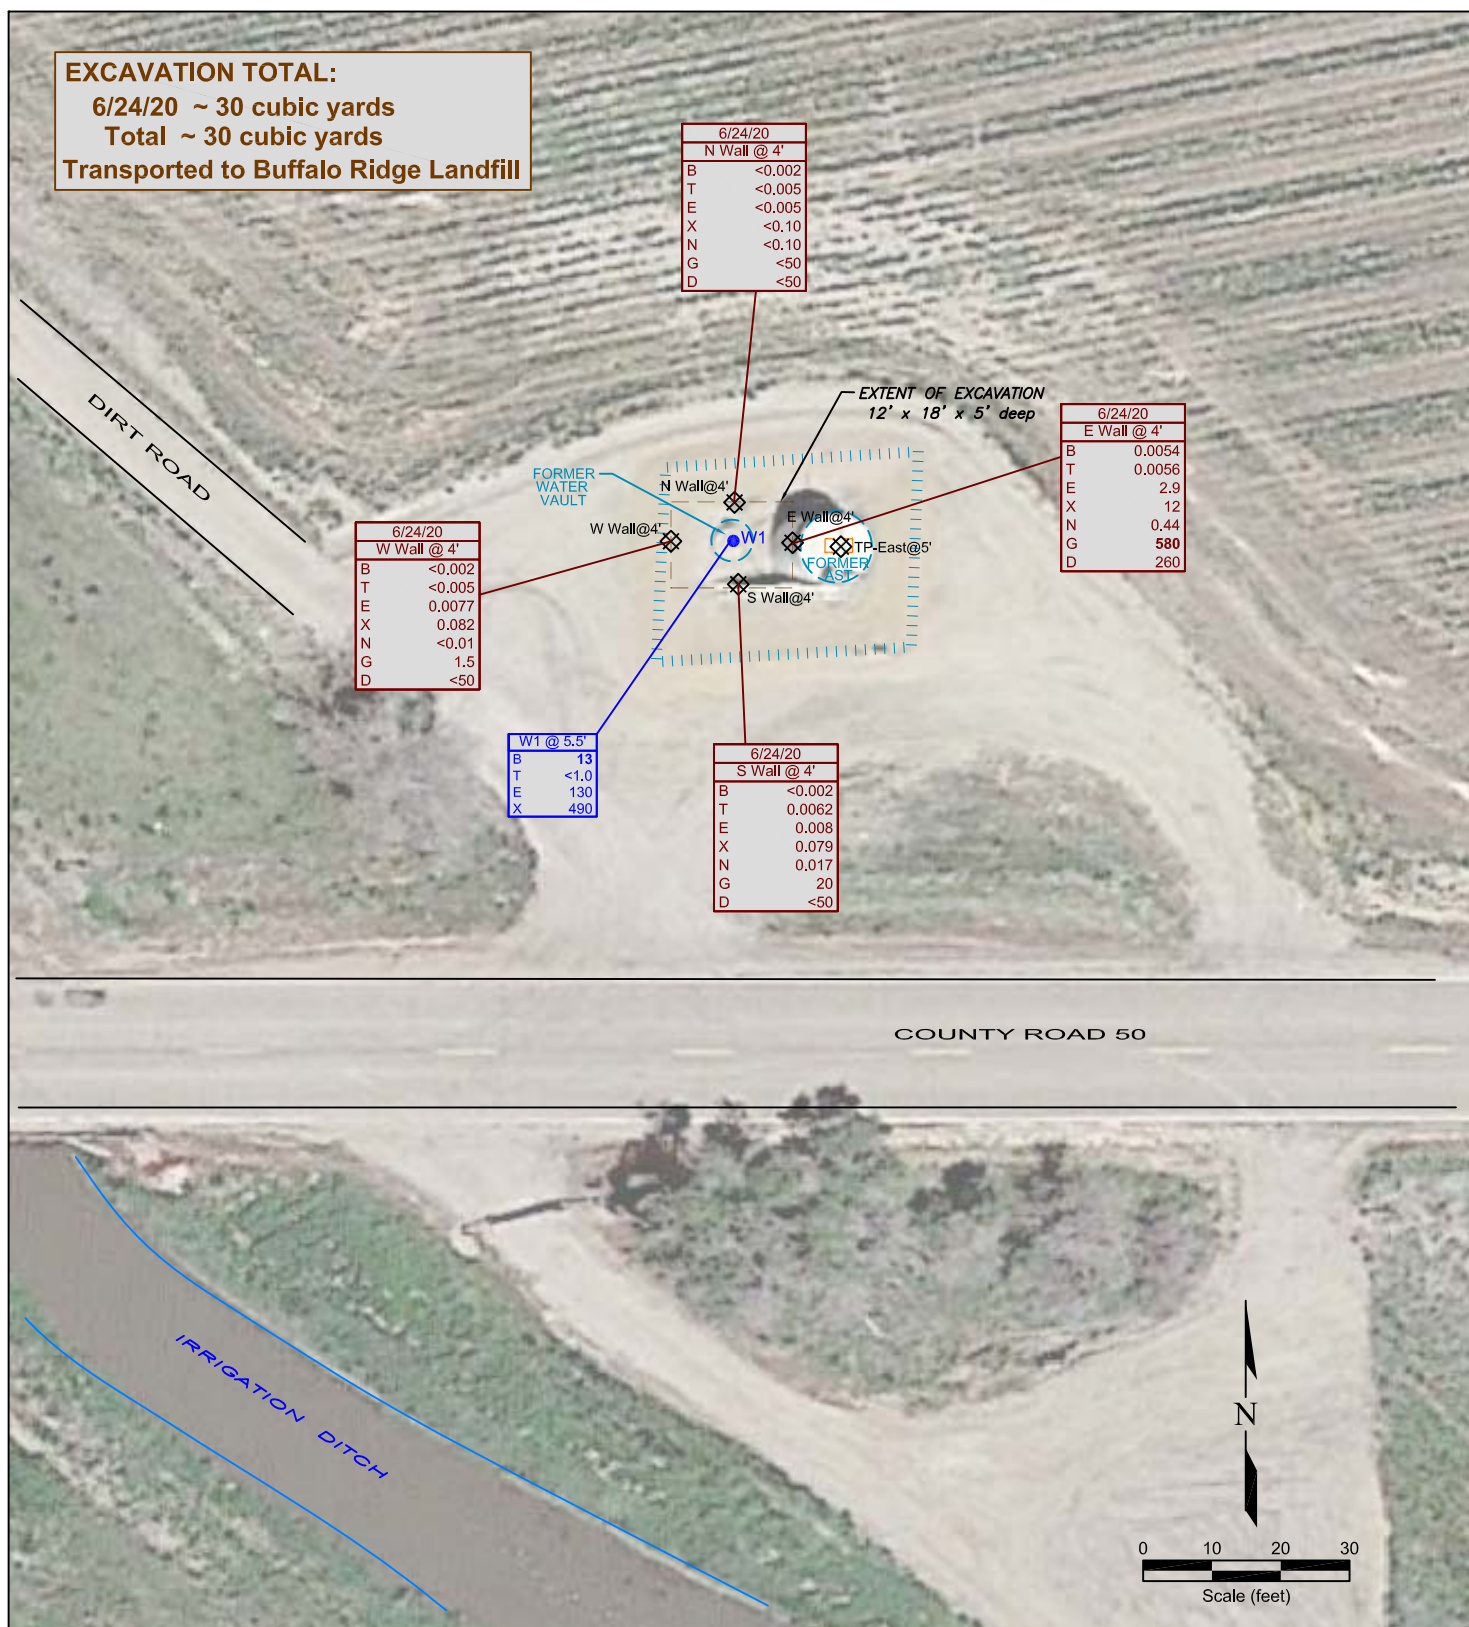 EXCAVATION TOTAL:
6/24/20 ~ 30 cubic yards
Total ~ 30 cubic yards
Transported to Buffalo Ridge Landfill
6/24/20
N Wall @ 4'
B <0.002
T <0.005
E <0.005
X <0.10
N <0.10
G <50
D <50
DIRT ROAD
EXTENT OF EXCAVATION
12' x 18' x 5' deep
6/24/20
E Wall @ 4'
B 0.0054
T 0.0056
E 2.9
X 12
N 0.44
G 580
D 260
FORMER
WATER
VAULT
N Wall@4'
W Wall@4'
W1
E Wall@4'
TP-East@5'
FORMER
AST
S Wall@4'
6/24/20
W Wall @ 4'
B <0.002
T <0.005
E 0.0077
X 0.082
N <0.01
G 1.5
D <50
W1 @ 5.5'
B 13
T <1.0
E 130
X 490
6/24/20
S Wall @ 4'
B <0.002
T 0.0062
E 0.008
X 0.079
N 0.017
G 20
D <50
COUNTY ROAD 50
IRRIGATION DITCH
N
0 10 20 30
Scale (feet)